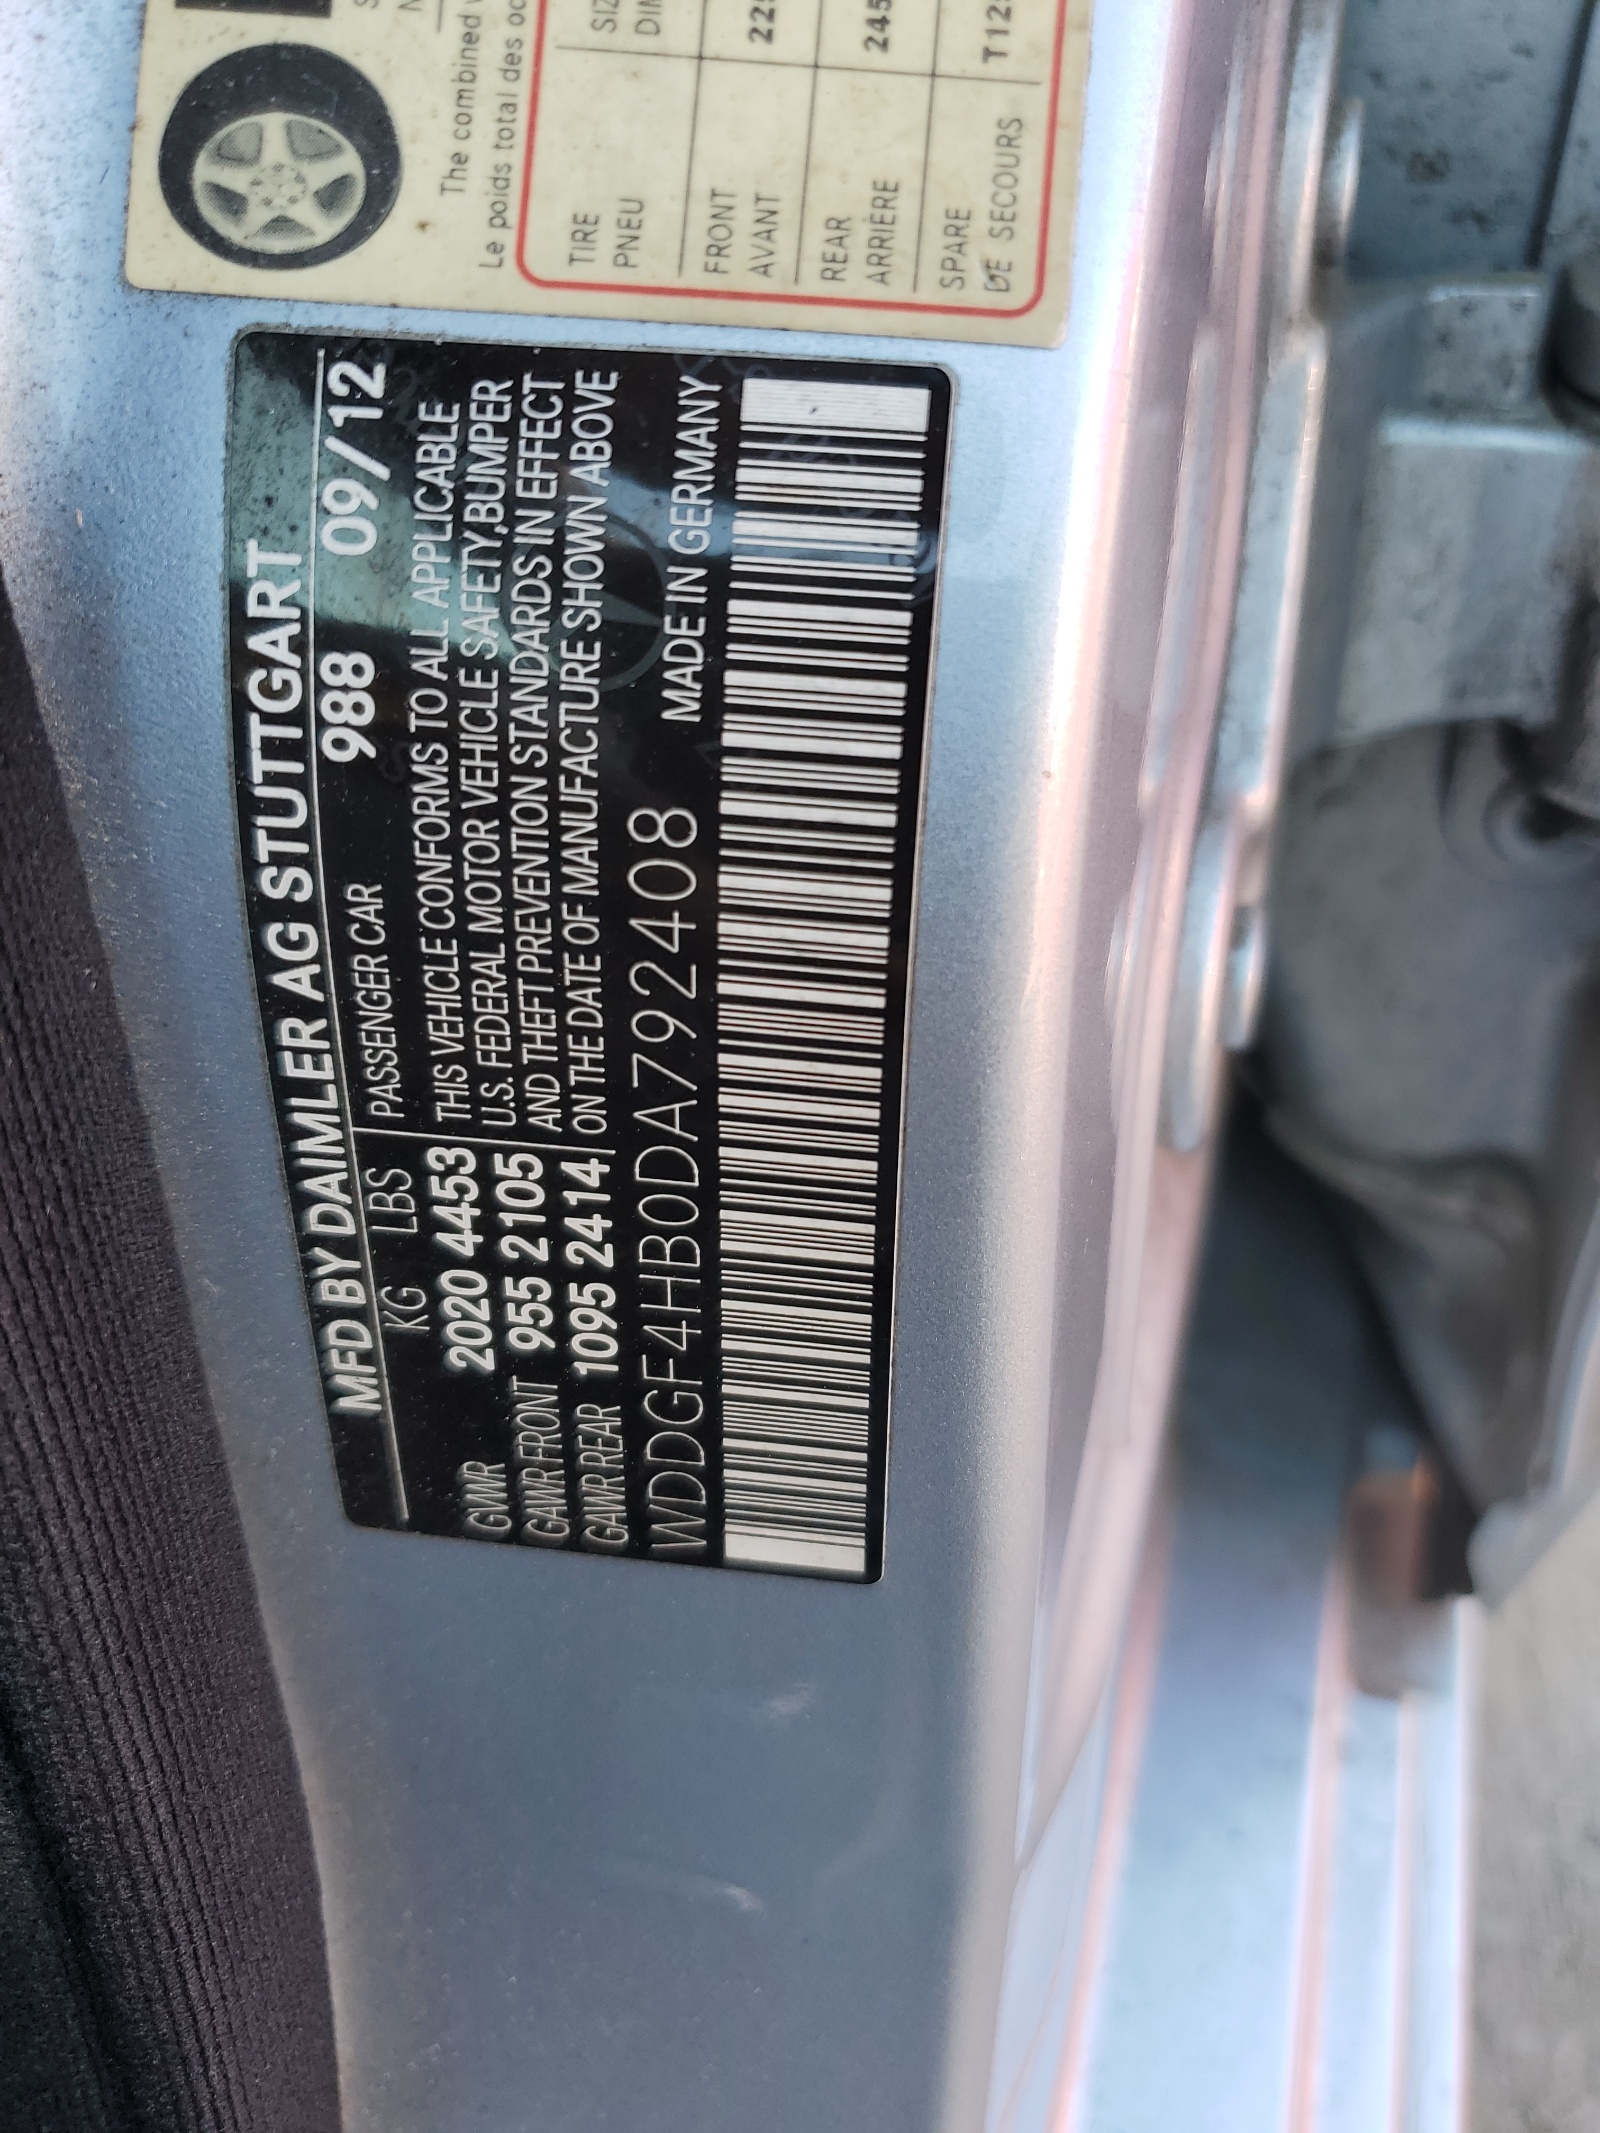 MFD BY DAIMLER AG STUTTGART
KG LBS PASSENGER CAR 988 09/12
GVWR 2020 4453 THIS VEHICLE CONFORMS TO ALL APPLICABLE
GAWR FRONT 955 2105 U.S. FEDERAL MOTOR VEHICLE SAFETY,BUMPER
GAWR REAR 1095 2414 AND THEFT PREVENTION STANDARDS IN EFFECT
ON THE DATE OF MANUFACTURE SHOWN ABOVE
WDDGF4HB0DA792408 MADE IN GERMANY
The combined
Le poids total des
TIRE
PNEU
FRONT
AVANT
REAR
ARRIÈRE 245
SPARE
DE SECOURS